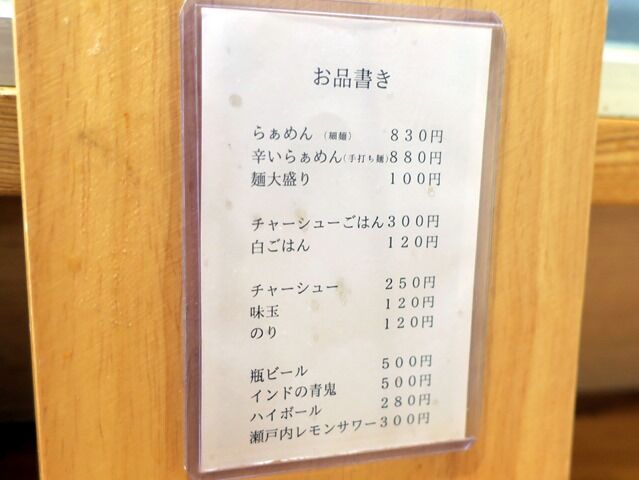 お品書き
らぁめん （細麺） 830円
辛いらぁめん(手打ち麺) 880円
麺大盛り 100円
チャーシューごはん 300円
白ごはん 120円
チャーシュー 250円
味玉 120円
のり 120円
瓶ビール 500円
インドの青鬼 500円
ハイボール 280円
瀬戸内レモンサワー 300円